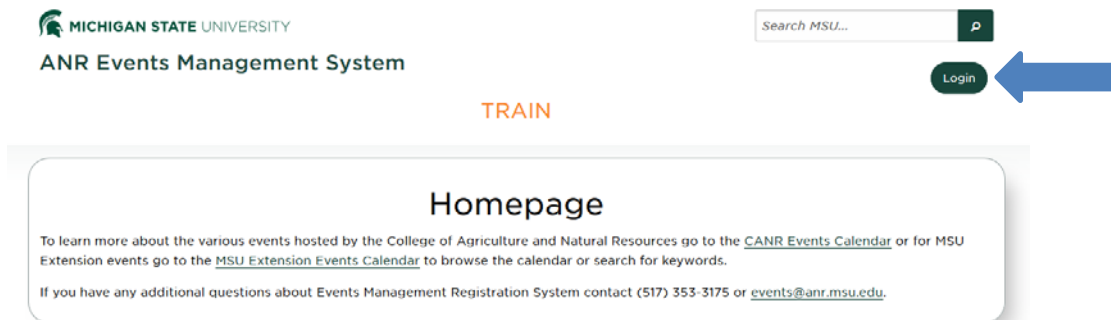 MICHIGAN STATE UNIVERSITY
Search MSU...
ANR Events Management System
Login
TRAIN
Homepage
To learn more about the various events hosted by the College of Agriculture and Natural Resources go to the CANR Events Calendar or for MSU
Extension events go to the MSU Extension Events Calendar to browse the calendar or search for keywords.
If you have any additional questions about Events Management Registration System contact (517) 353-3175 or events@anr.msu.edu.